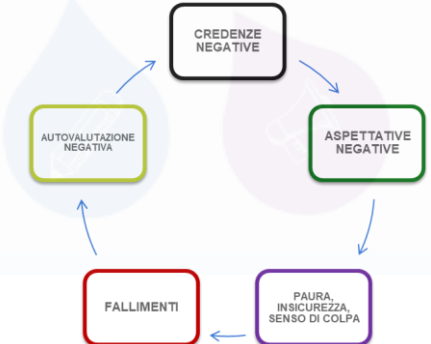 CREDENZE
NEGATIVE
ASPETTATIVE
NEGATIVE
PAURA,
INSICUREZZA,
SENSO DI COLPA
FALLIMENTI
AUTOVALUTAZIONE
NEGATIVA